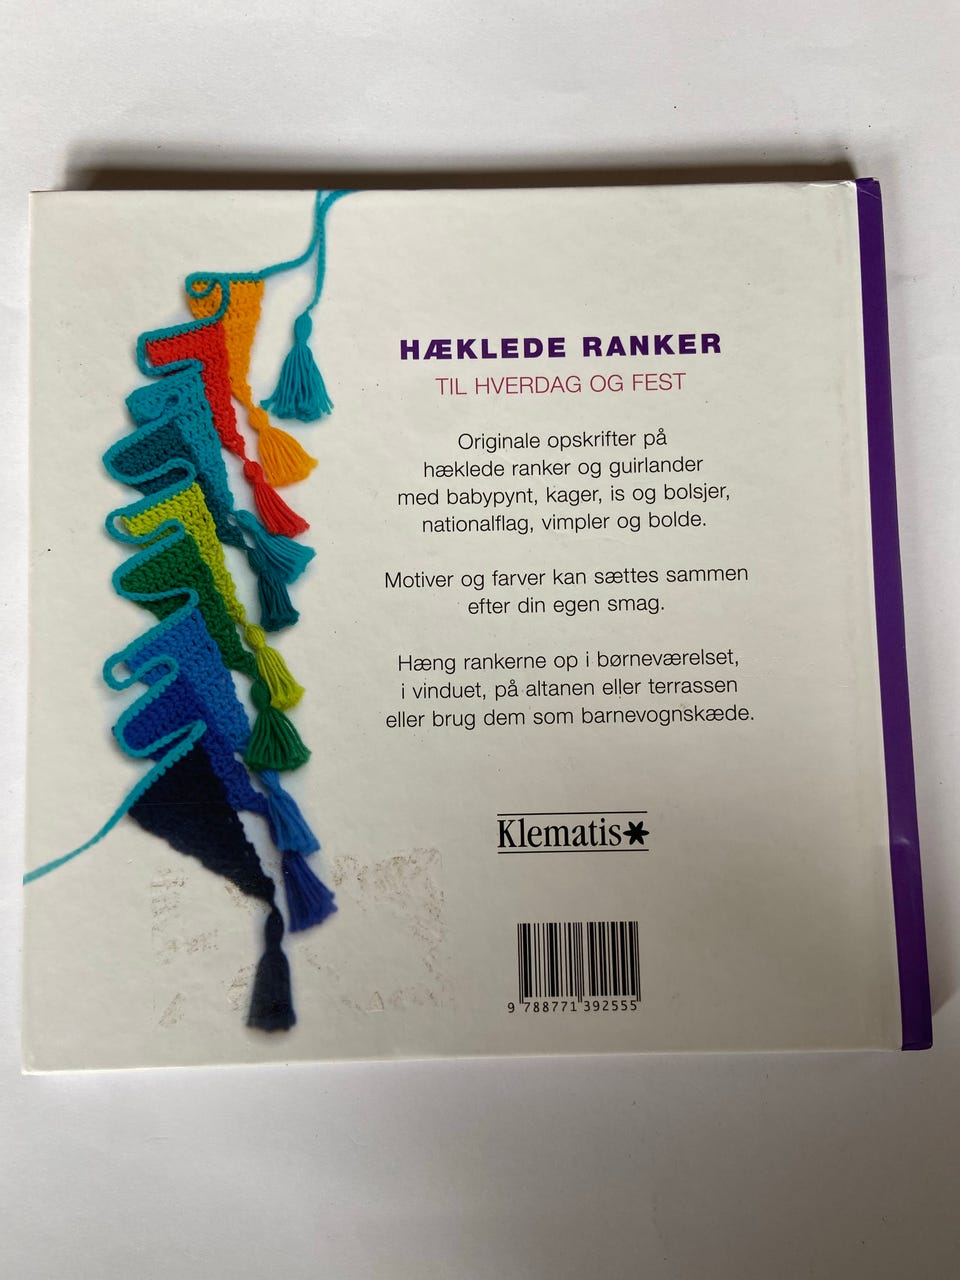 HÆKLEDE RANKER
TIL HVERDAG OG FEST
Originale opskrifter på
hæklede ranker og guirlander
med babypynt, kager, is og bolsjer,
nationalflag, vimpler og bolde.
Motiver og farver kan sættes sammen
efter din egen smag.
Hæng rankerne op i børneværelset,
i vinduet, på altanen eller terrassen
eller brug dem som barnevognskæde.
Klematis
9 788771 392555